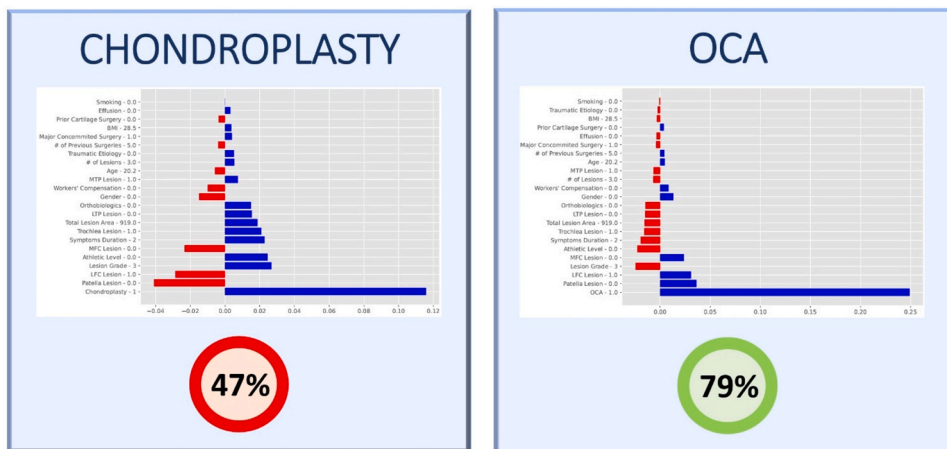 CHONDROPLASTY
Smoking - 0.0
Effusion - 0.0
Prior Cartilage Surgery - 0.0
BMI - 28.5
Major Concommited Surgery - 1.0
# of Previous Surgeries - 5.0
Traumatic Etiology - 0.0
# of Lesions - 3.0
Age - 20.2
MTP Lesion - 1.0
Workers' Compensation - 0.0
Gender - 0.0
Orthobiologics - 0.0
LTP Lesion - 0.0
Total Lesion Area - 919.0
Trochlea Lesion - 1.0
Symptoms Duration - 2
MFC Lesion - 0.0
Athletic Level - 0.0
Lesion Grade - 3
LFC Lesion - 1.0
Patella Lesion - 0.0
Chondroplasty - 1
−0.04 −0.02 0.00 0.02 0.04 0.06 0.08 0.10 0.12
47%
OCA
Smoking - 0.0
Traumatic Etiology - 0.0
BMI - 28.5
Prior Cartilage Surgery - 0.0
Effusion - 0.0
Major Concommited Surgery - 1.0
# of Previous Surgeries - 5.0
Age - 20.2
MTP Lesion - 1.0
# of Lesions - 3.0
Workers' Compensation - 0.0
Gender - 0.0
Orthobiologics - 0.0
LTP Lesion - 0.0
Total Lesion Area - 919.0
Trochlea Lesion - 1.0
Symptoms Duration - 2
Athletic Level - 0.0
MFC Lesion - 0.0
Lesion Grade - 3
LFC Lesion - 1.0
Patella Lesion - 0.0
OCA - 1.0
0.00 0.05 0.10 0.15 0.20 0.25
79%